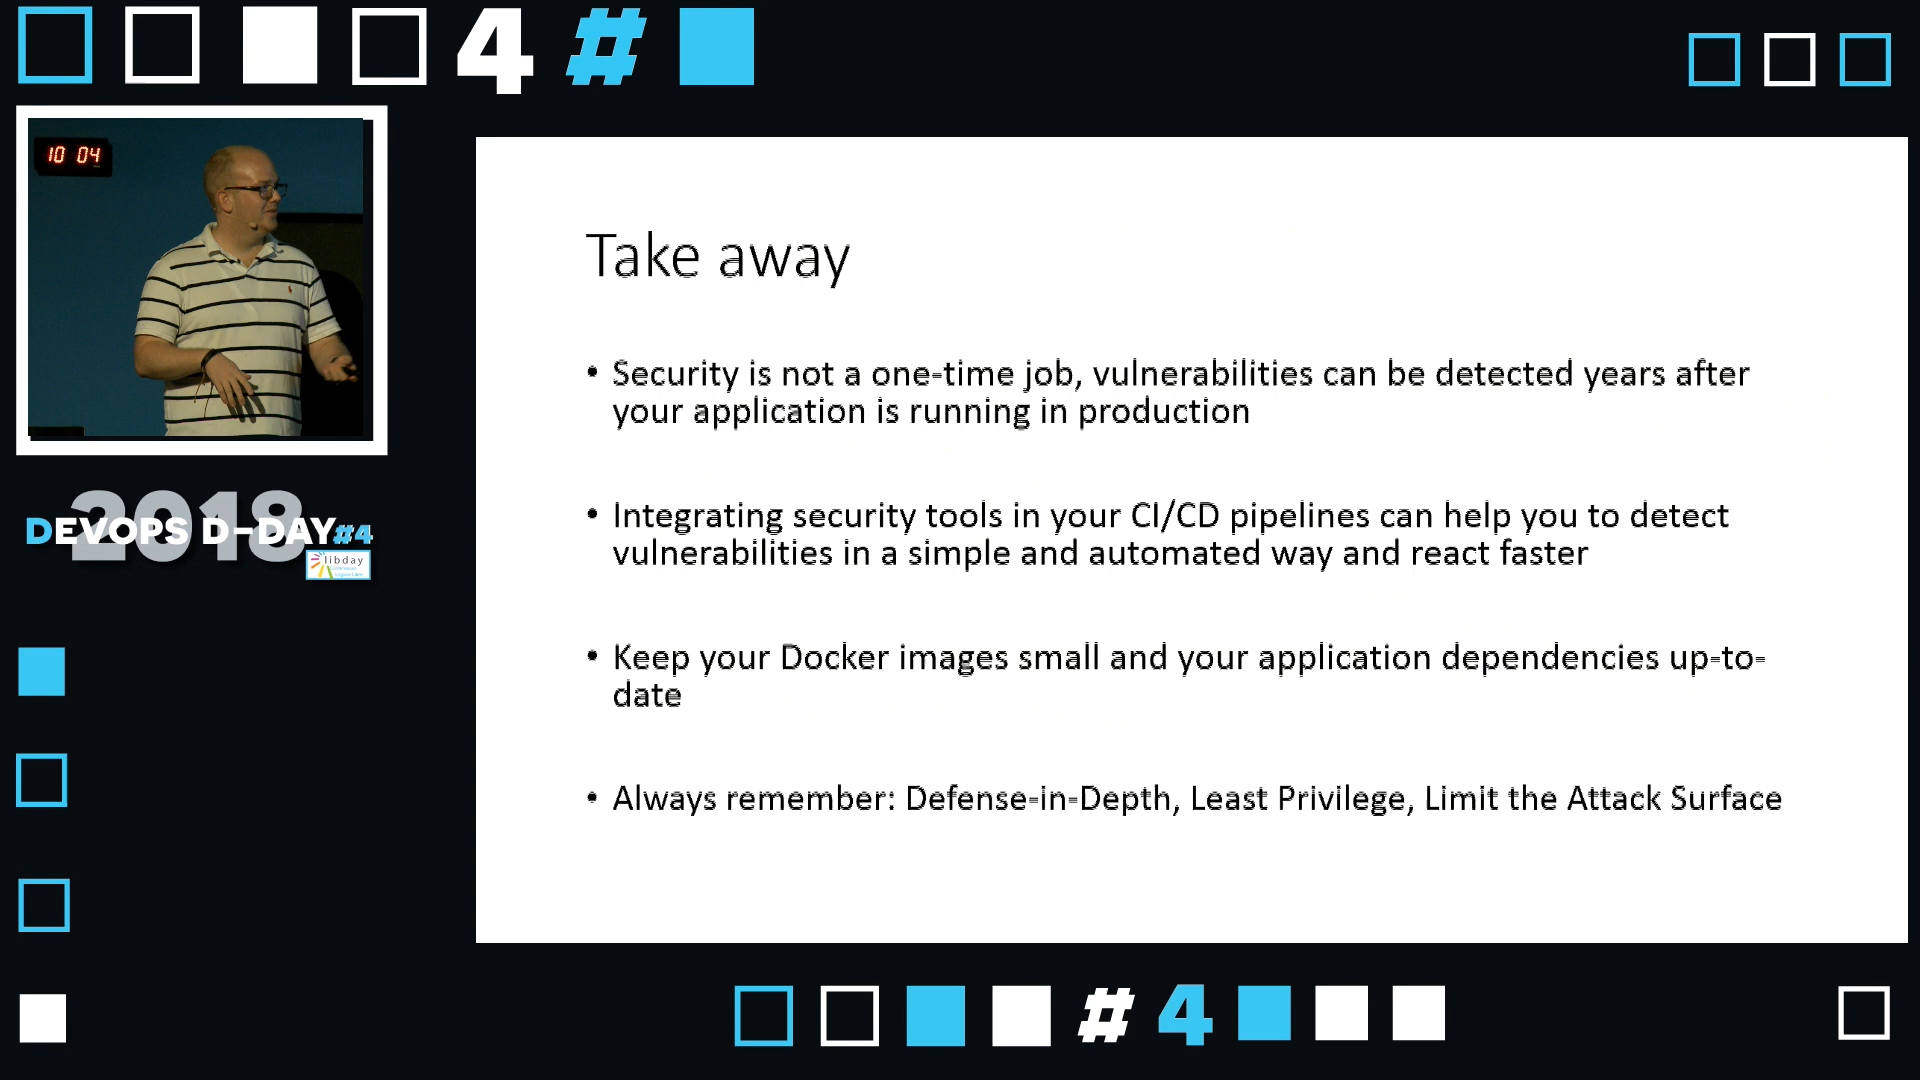 4 #
10 04
2018
DEVOPS D-DAY#4
libday
Take away
• Security is not a one-time job, vulnerabilities can be detected years after
your application is running in production
• Integrating security tools in your CI/CD pipelines can help you to detect
vulnerabilities in a simple and automated way and react faster
• Keep your Docker images small and your application dependencies up-to-
date
• Always remember: Defense-in-Depth, Least Privilege, Limit the Attack Surface
# 4